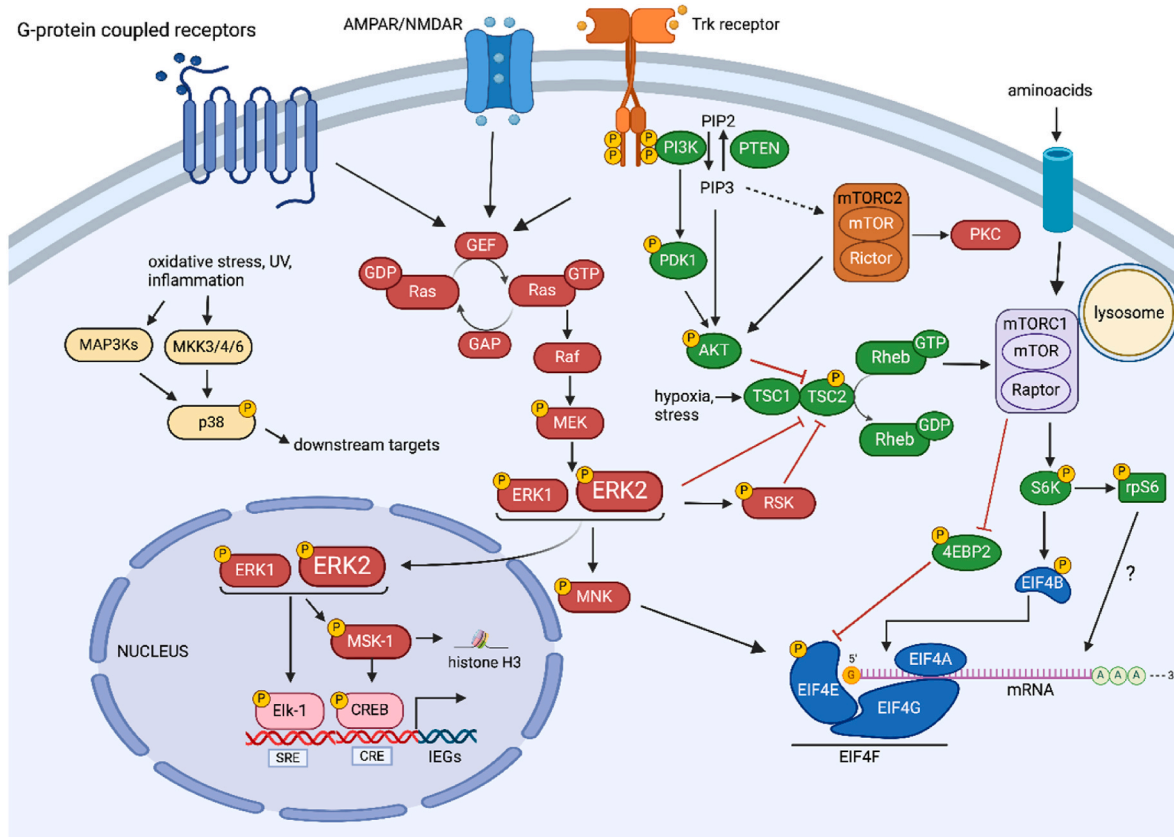 G-protein coupled receptors
AMPAR/NMDAR
Trk receptor
aminoacids
P
P
P
P
PI3K
PIP2
PTEN
PIP3
mTORC2
mTOR
Rictor
PKC
P
PDK1
GEF
GDP
Ras
Ras
GTP
GAP
oxidative stress, UV,
inflammation
MAP3Ks
MKK3/4/6
p38
P
downstream targets
Raf
P
MEK
P
ERK1
P
ERK2
P
RSK
P
AKT
hypoxia,
stress
TSC1
TSC2
P
Rheb
GTP
Rheb
GDP
lysosome
mTORC1
mTOR
Raptor
S6K
P
P
rpS6
P
4EBP2
EIF4B
P
?
P
MNK
NUCLEUS
P
ERK1
P
ERK2
P
MSK-1
histone H3
P
Elk-1
P
CREB
SRE
CRE
IEGs
P
EIF4E
5'
G
EIF4A
EIF4G
mRNA
A
A
A
3
EIF4F